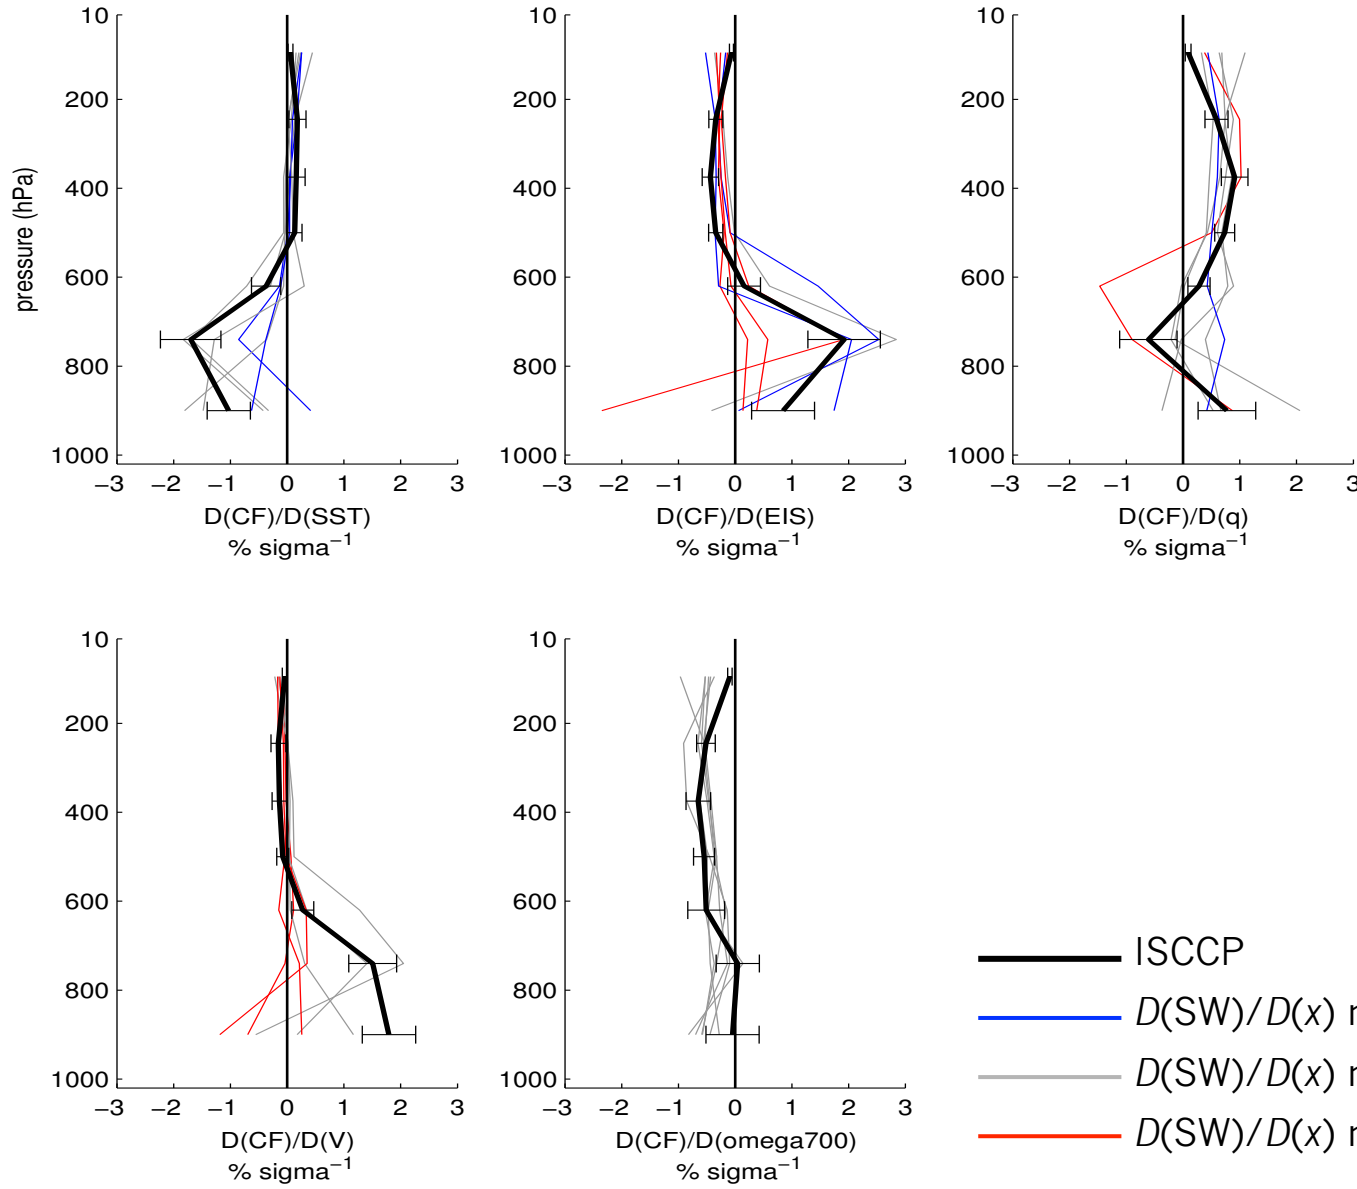 10
200
400
600
800
1000
pressure (hPa)
−3 −2 −1 0 1 2 3
D(CF)/D(SST)
% sigma−1
10
200
400
600
800
1000
−3 −2 −1 0 1 2 3
D(CF)/D(EIS)
% sigma−1
10
200
400
600
800
1000
−3 −2 −1 0 1 2 3
D(CF)/D(q)
% sigma−1
10
200
400
600
800
1000
−3 −2 −1 0 1 2 3
D(CF)/D(V)
% sigma−1
10
200
400
600
800
1000
−3 −2 −1 0 1 2 3
D(CF)/D(omega700)
% sigma−1
ISCCP
D(SW)/D(x)
D(SW)/D(x)
D(SW)/D(x)